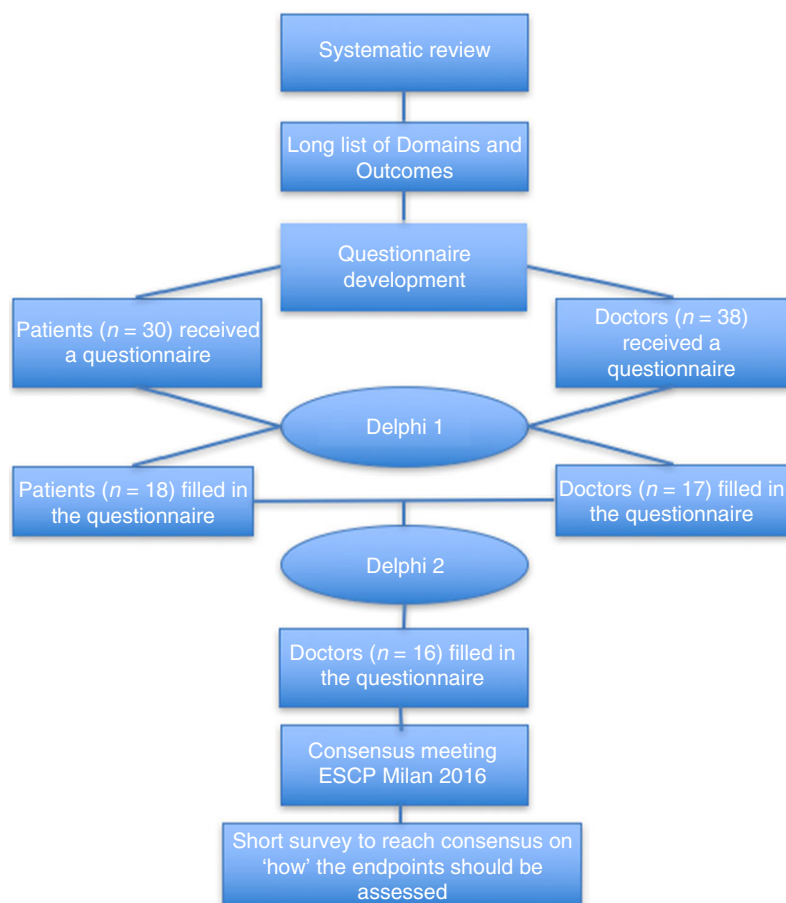 Systematic review
Long list of Domains and
Outcomes
Questionnaire
development
Patients (n = 30) received
a questionnaire
Doctors (n = 38)
received a
questionnaire
Delphi 1
Patients (n = 18) filled in
the questionnaire
Doctors (n = 17) filled in
the questionnaire
Delphi 2
Doctors (n = 16) filled in
the questionnaire
Consensus meeting
ESCP Milan 2016
Short survey to reach consensus on
‘how’ the endpoints should be
assessed